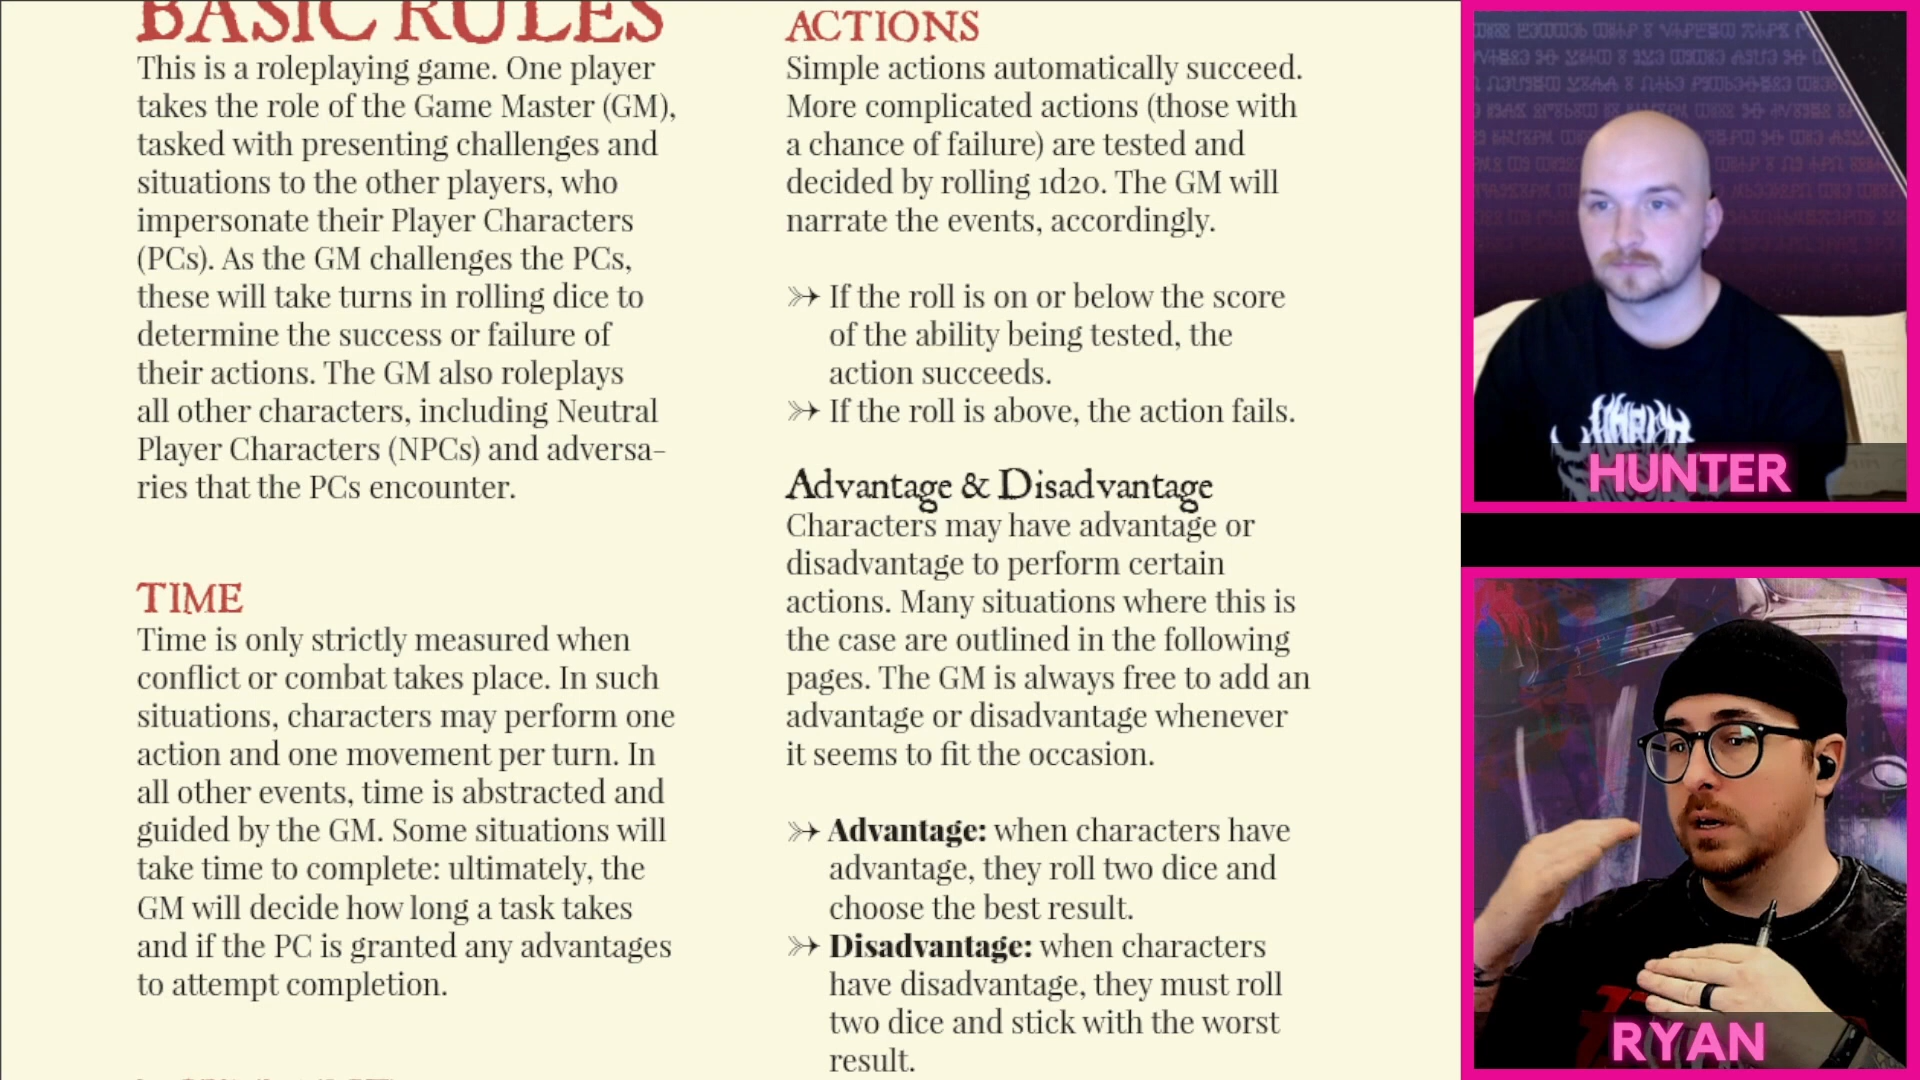 BASIC RULES
This is a roleplaying game. One player
takes the role of the Game Master (GM),
tasked with presenting challenges and
situations to the other players, who
impersonate their Player Characters
(PCs). As the GM challenges the PCs,
these will take turns in rolling dice to
determine the success or failure of
their actions. The GM also roleplays
all other characters, including Neutral
Player Characters (NPCs) and adversa-
ries that the PCs encounter.
TIME
Time is only strictly measured when
conflict or combat takes place. In such
situations, characters may perform one
action and one movement per turn. In
all other events, time is abstracted and
guided by the GM. Some situations will
take time to complete: ultimately, the
GM will decide how long a task takes
and if the PC is granted any advantages
to attempt completion.
ACTIONS
Simple actions automatically succeed.
More complicated actions (those with
a chance of failure) are tested and
decided by rolling 1d20. The GM will
narrate the events, accordingly.
If the roll is on or below the score
of the ability being tested, the
action succeeds.
If the roll is above, the action fails.
Advantage & Disadvantage
Characters may have advantage or
disadvantage to perform certain
actions. Many situations where this is
the case are outlined in the following
pages. The GM is always free to add an
advantage or disadvantage whenever
it seems to fit the occasion.
Advantage: when characters have
advantage, they roll two dice and
choose the best result.
Disadvantage: when characters
have disadvantage, they must roll
two dice and stick with the worst
result.
HUNTER
RYAN